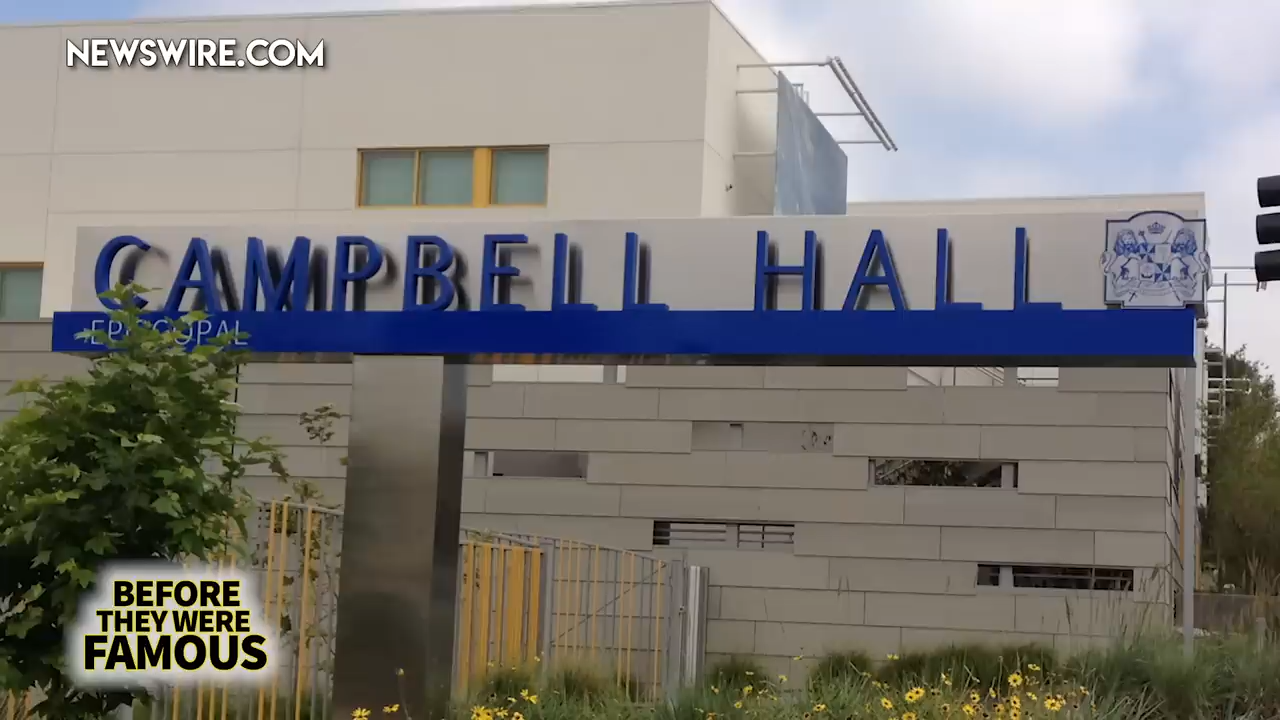 NEWSWIRE.COM
CAMPBELL HALL
EPISCOPAL
BEFORE
THEY WERE
FAMOUS